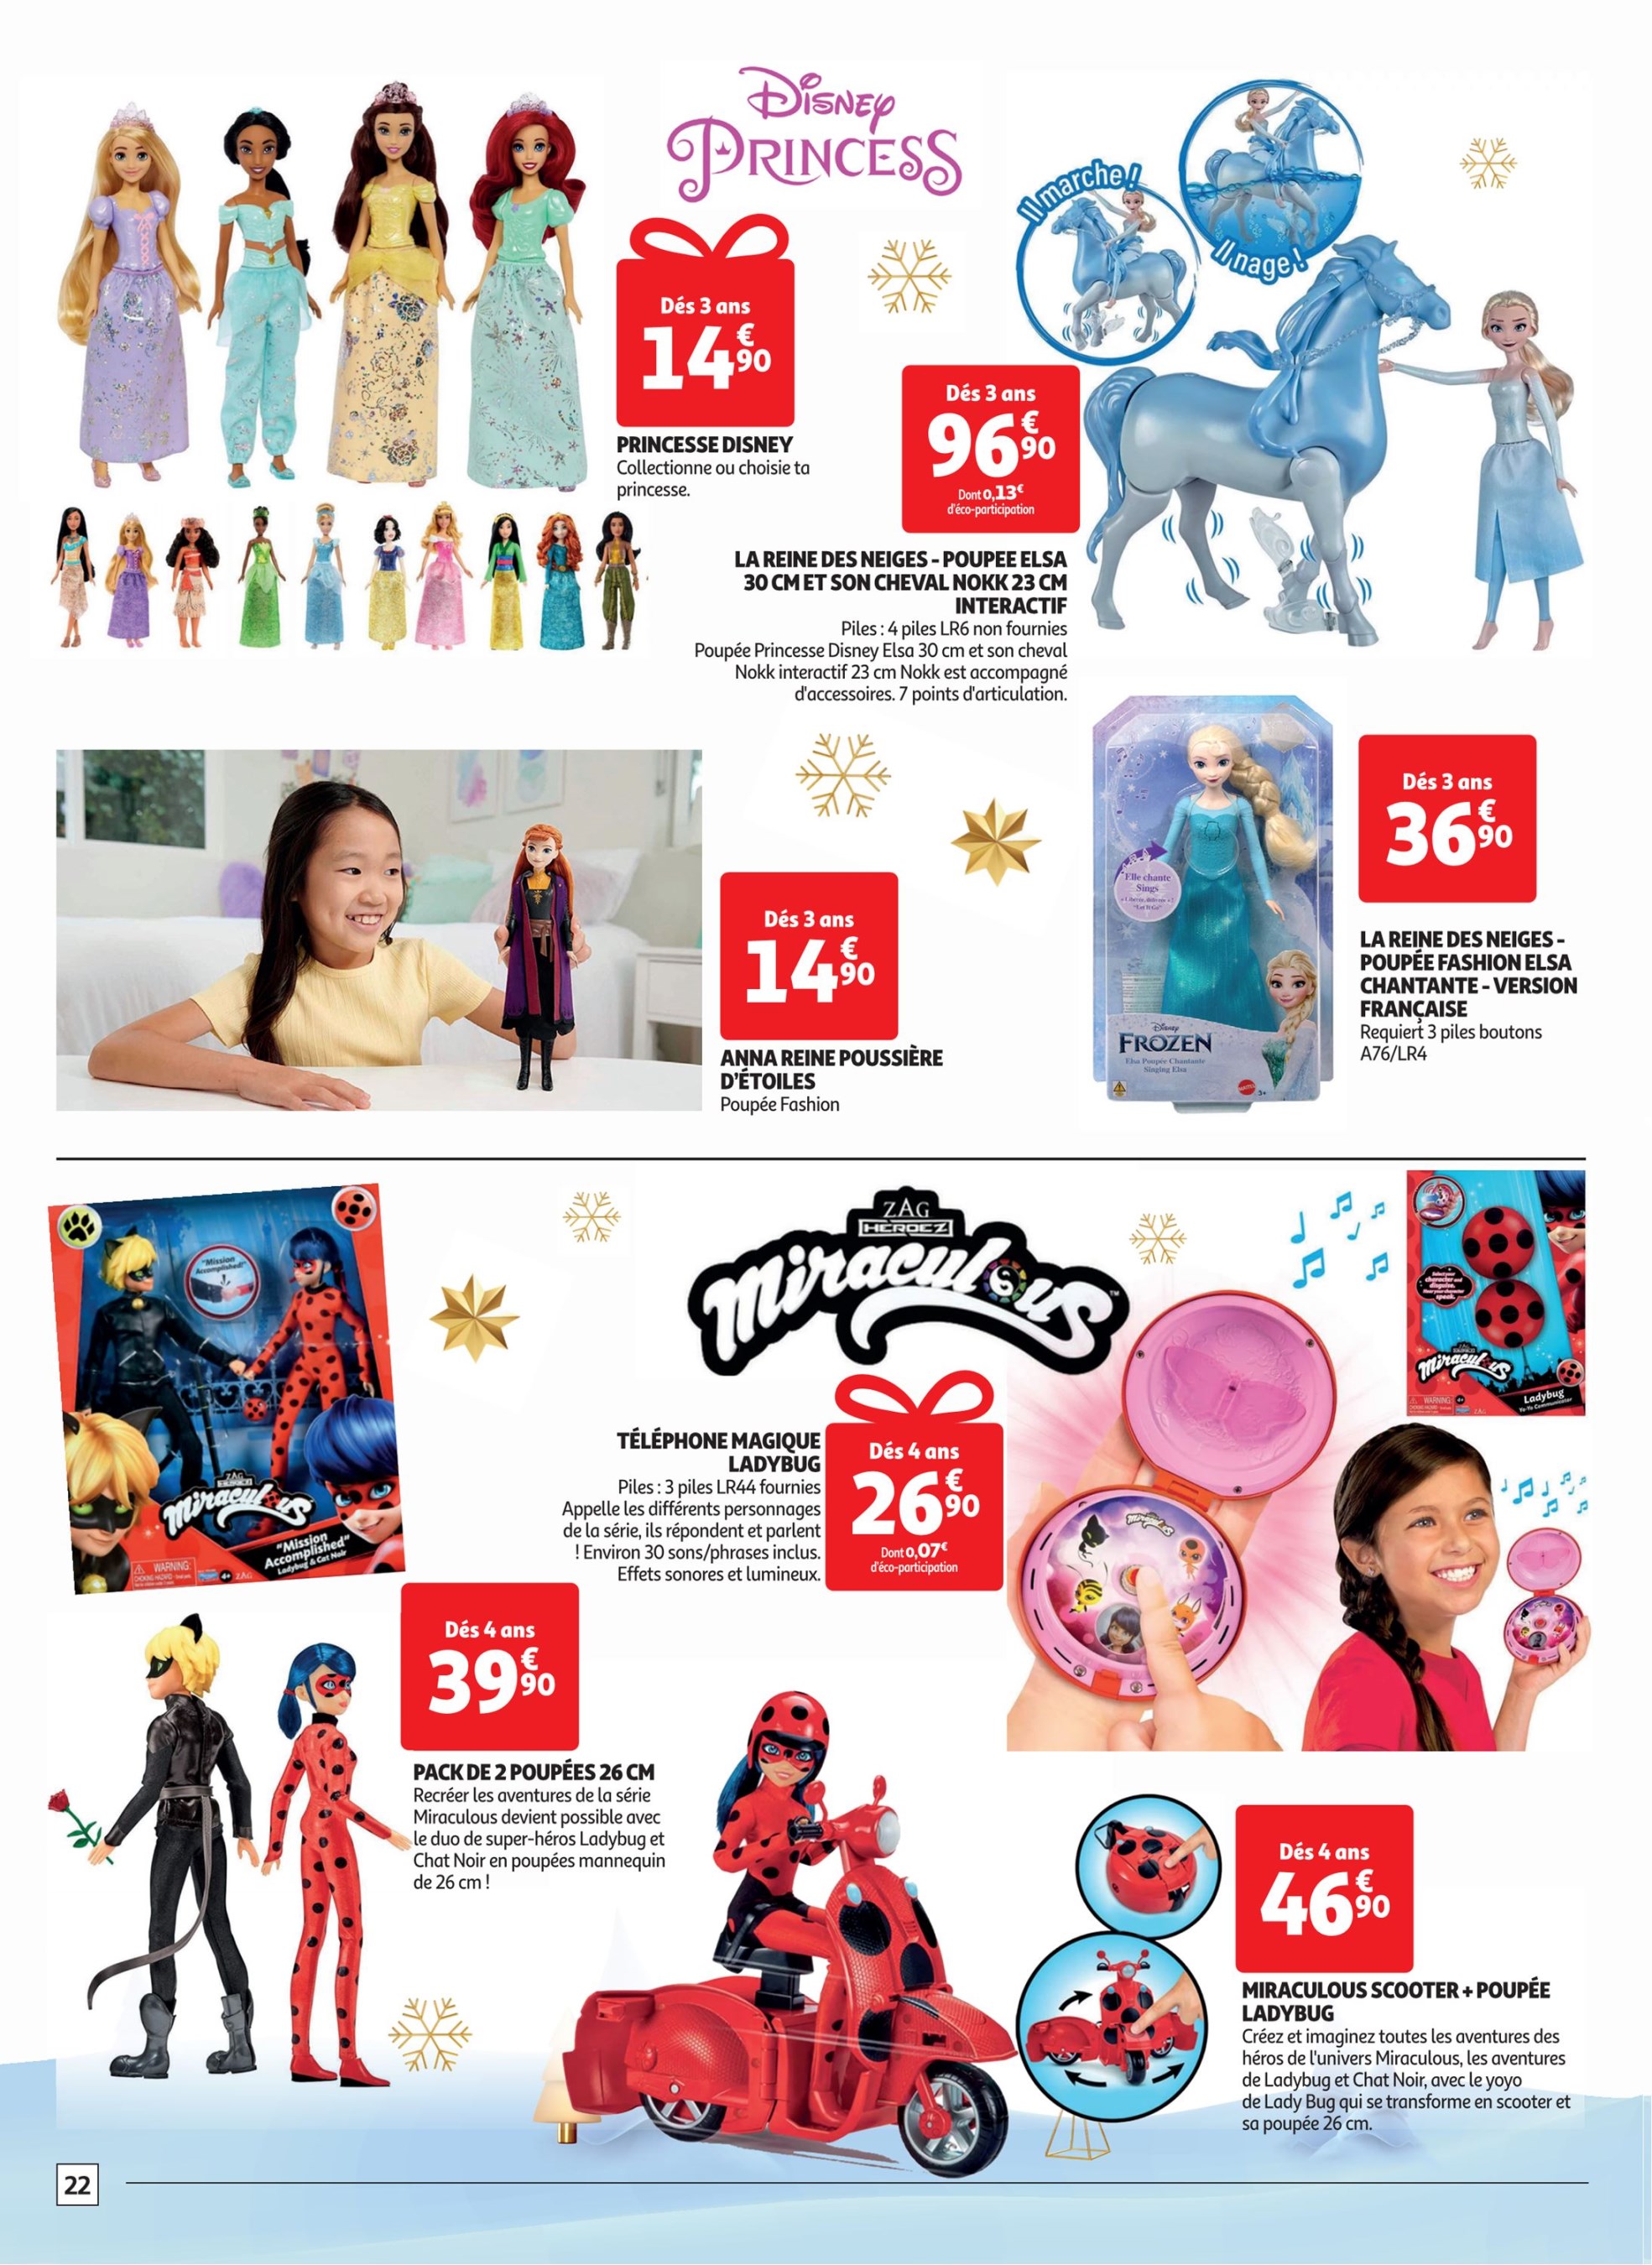 Disney
PRINCESS
Il marche !
Il nage !
Dés 3 ans
14€90
PRINCESSE DISNEY
Collectionne ou choisie ta
princesse.
Dés 3 ans
96€90
Dont 0,13€
d'éco-participation
LA REINE DES NEIGES - POUPEE ELSA
30 CM ET SON CHEVAL NOKK 23 CM
INTERACTIF
Piles : 4 piles LR6 non fournies
Poupée Princesse Disney Elsa 30 cm et son cheval
Nokk interactif 23 cm Nokk est accompagné
d'accessoires. 7 points d'articulation.
Dés 3 ans
14€90
ANNA REINE POUSSIÈRE
D'ÉTOILES
Poupée Fashion
Elle chante
Sings
Disney
FROZEN
Elsa Poupée Chantante
Singing Elsa
3+
Dés 3 ans
36€90
LA REINE DES NEIGES -
POUPÉE FASHION ELSA
CHANTANTE - VERSION
FRANÇAISE
Requiert 3 piles boutons
A76/LR4
"Mission
Accomplished!"
ZAG
HEROEZ
Miraculous
"Mission
Accomplished"
Ladybug & Cat Noir
WARNING:
4+
ZAG
ZAG
HEROEZ
Miraculous™
TÉLÉPHONE MAGIQUE
LADYBUG
Piles : 3 piles LR44 fournies
Appelle les différents personnages
de la série, ils répondent et parlent
! Environ 30 sons/phrases inclus.
Effets sonores et lumineux.
Dés 4 ans
26€90
Dont 0,07€
d'éco-participation
Miraculous
Miraculous
Ladybug
Yo-Yo Communicator
WARNING:
Dés 4 ans
39€90
PACK DE 2 POUPÉES 26 CM
Recréer les aventures de la série
Miraculous devient possible avec
le duo de super-héros Ladybug et
Chat Noir en poupées mannequin
de 26 cm !
Dés 4 ans
46€90
MIRACULOUS SCOOTER + POUPÉE
LADYBUG
Créez et imaginez toutes les aventures des
héros de l'univers Miraculous, les aventures
de Ladybug et Chat Noir, avec le yoyo
de Lady Bug qui se transforme en scooter et
sa poupée 26 cm.
22